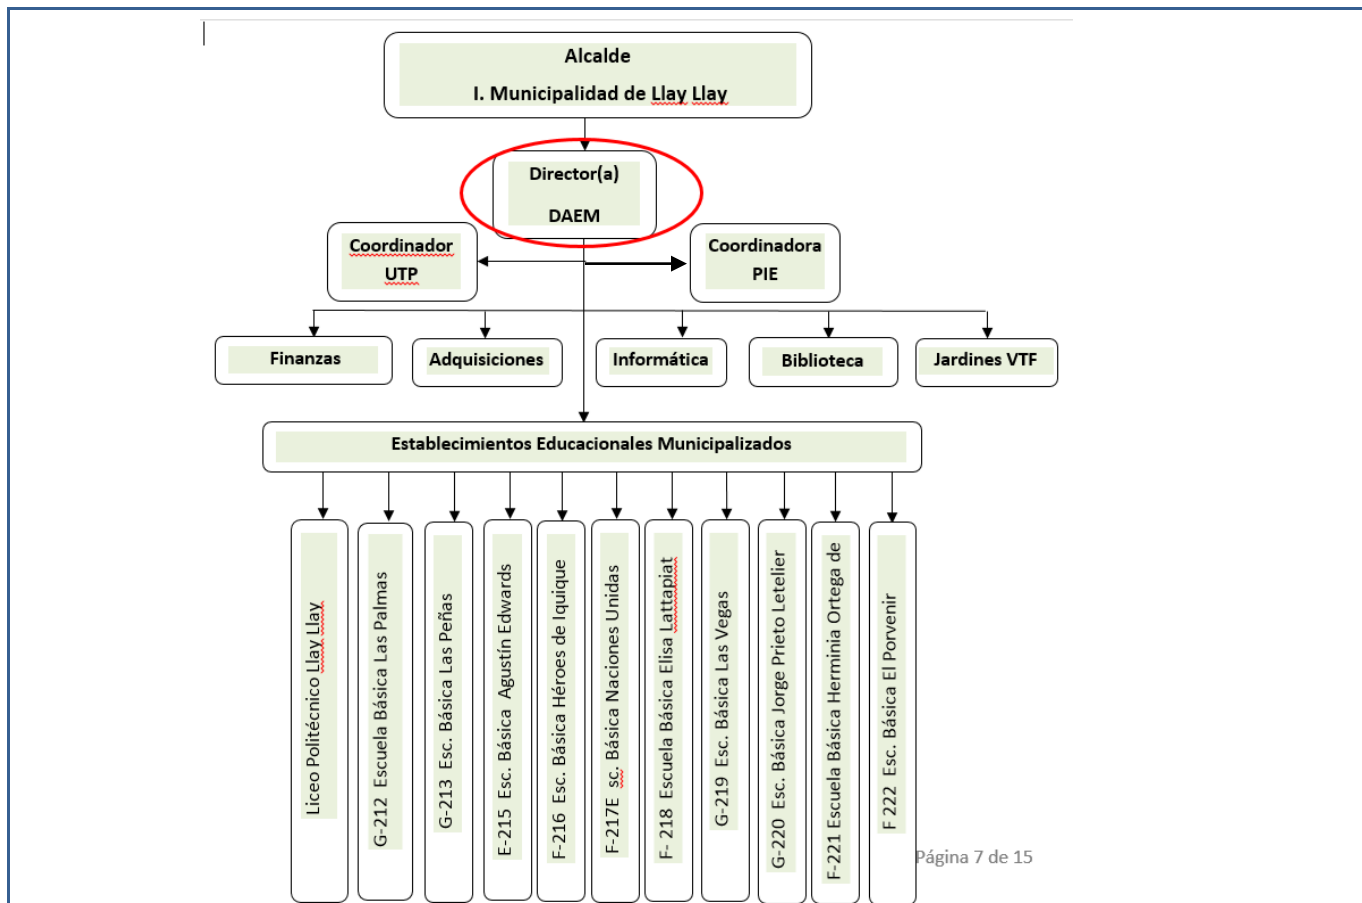 Alcalde
I. Municipalidad de Llay Llay
Director(a)
DAEM
Coordinador
UTP
Coordinadora
PIE
Finanzas
Adquisiciones
Informática
Biblioteca
Jardines VTF
Establecimientos Educacionales Municipalizados
Liceo Politécnico Llay Llay
G-212 Escuela Básica Las Palmas
G-213 Esc. Básica Las Peñas
E-215 Esc. Básica Agustín Edwards
F-216 Esc. Básica Héroes de Iquique
F-217E sc. Básica Naciones Unidas
F- 218 Escuela Básica Elisa Lattapiat
G-219 Esc. Básica Las Vegas
G-220 Esc. Básica Jorge Prieto Letelier
F-221 Escuela Básica Herminia Ortega de
F 222 Esc. Básica El Porvenir
Página 7 de 15